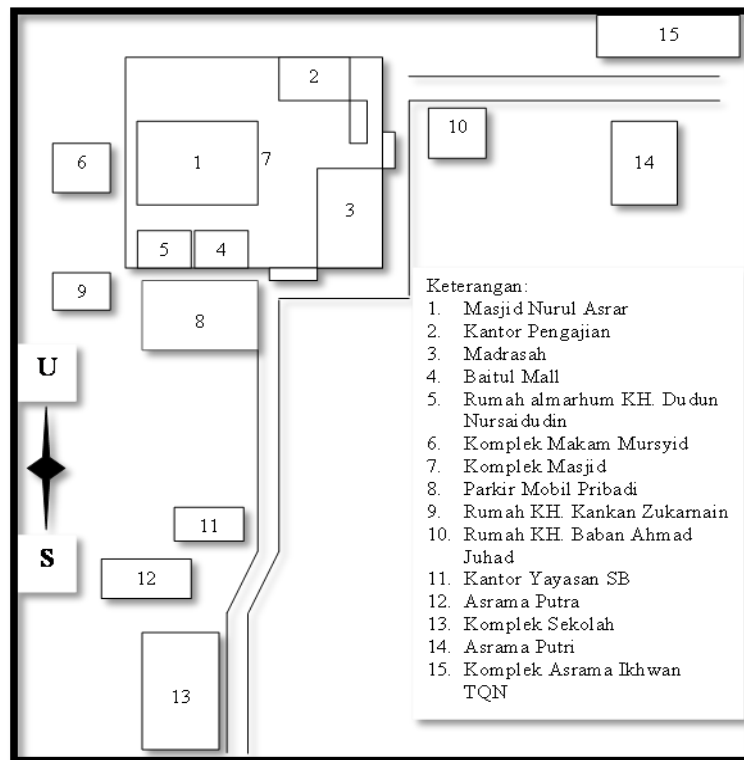 15
2
10
6
1
7
14
3
5
4
9
8
U
S
11
12
13
Keterangan:
1. Masjid Nurul Asrar
2. Kantor Pengajian
3. Madrasah
4. Baitul Mall
5. Rumah almarhum KH. Dudun
Nursaidudin
6. Komplek Makam Mursyid
7. Komplek Masjid
8. Parkir Mobil Pribadi
9. Rumah KH. Kankan Zukarnain
10. Rumah KH. Baban Ahmad
Juhad
11. Kantor Yayasan SB
12. Asrama Putra
13. Komplek Sekolah
14. Asrama Putri
15. Komplek Asrama Ikhwan
TQN